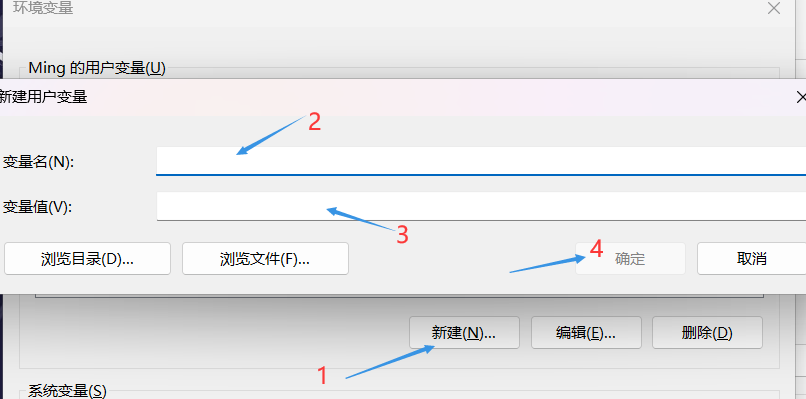 环境变量
Ming 的用户变量(U)
新建用户变量
2
变量名(N):
变量值(V):
3
浏览目录(D)...
浏览文件(F)...
4
确定
取消
新建(N)...
编辑(E)...
删除(D)
1
系统变量(S)